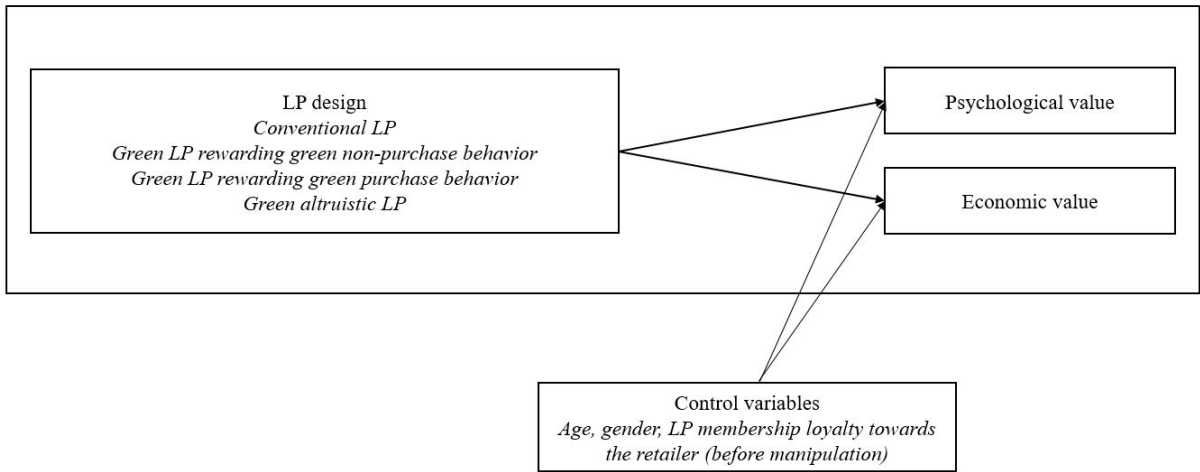 LP design
Conventional LP
Green LP rewarding green non-purchase behavior
Green LP rewarding green purchase behavior
Green altruistic LP
Psychological value
Economic value
Control variables
Age, gender, LP membership loyalty towards
the retailer (before manipulation)